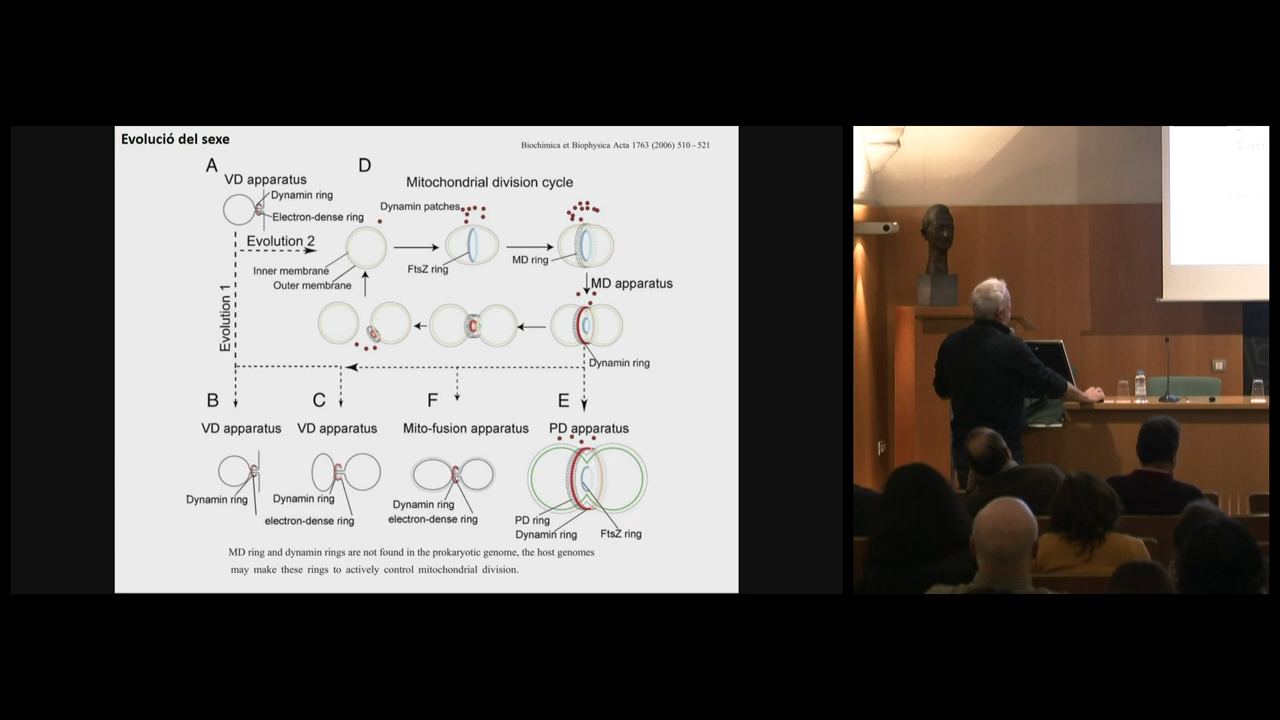 Evolució del sexe
Biochimica et Biophysica Acta 1763 (2006) 510–521
A
VD apparatus
Dynamin ring
Electron-dense ring
D
Mitochondrial division cycle
Dynamin patches
FtsZ ring
MD ring
Evolution 2
Inner membrane
Outer membrane
MD apparatus
Evolution 1
Dynamin ring
B
VD apparatus
Dynamin ring
C
VD apparatus
Dynamin ring
electron-dense ring
F
Mito-fusion apparatus
Dynamin ring
electron-dense ring
E
PD apparatus
PD ring
Dynamin ring
FtsZ ring
MD ring and dynamin rings are not found in the prokaryotic genome, the host genomes
may make these rings to actively control mitochondrial division.